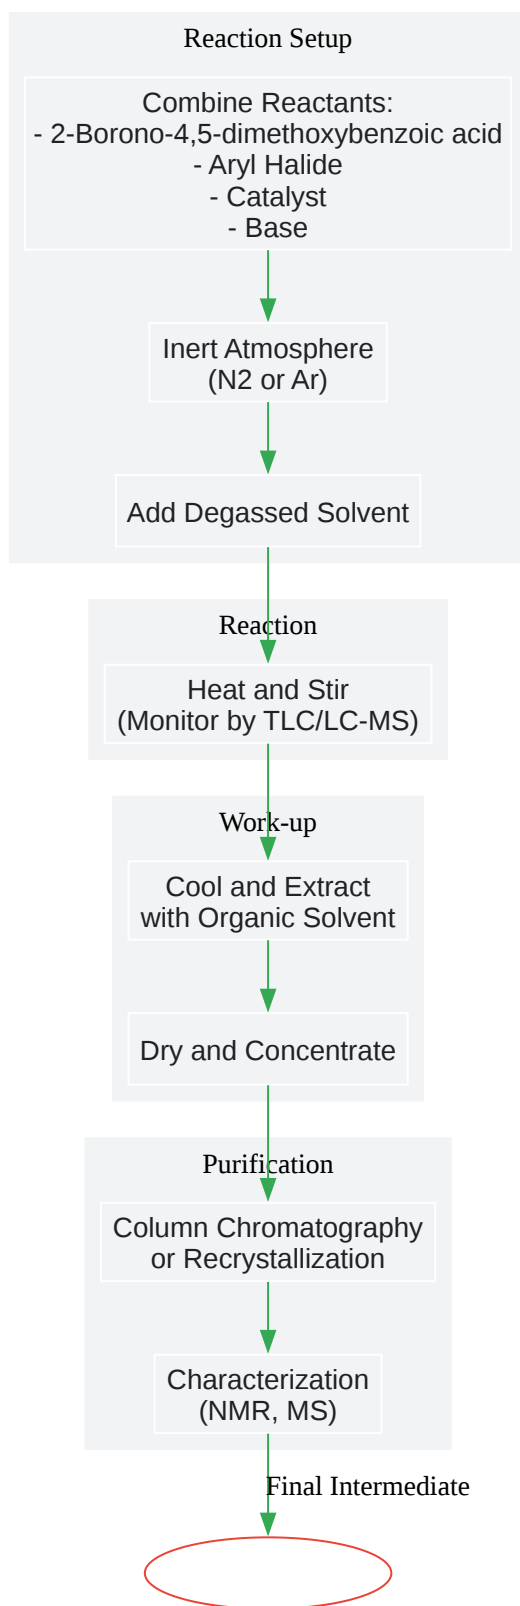 Reaction Setup
Combine Reactants:
- 2-Borono-4,5-dimethoxybenzoic acid
- Aryl Halide
- Catalyst
- Base
Inert Atmosphere
(N2 or Ar)
Add Degassed Solvent
Reaction
Heat and Stir
(Monitor by TLC/LC-MS)
Work-up
Cool and Extract
with Organic Solvent
Dry and Concentrate
Purification
Column Chromatography
or Recrystallization
Characterization
(NMR, MS)
Final Intermediate